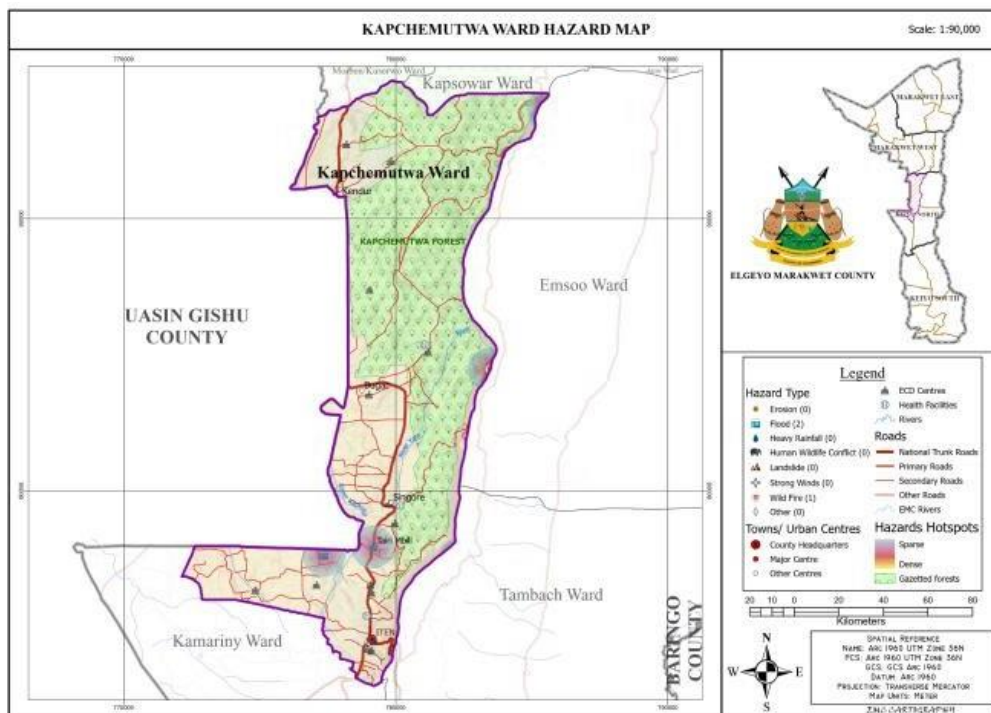 KAPCHEMUTWA WARD HAZARD MAP
Scale: 1:90,000
770000
780000
790000
Kapsowar Ward
Kapchemutwa Ward
KAPCHEMUTWA FOREST
UASIN GISHU
COUNTY
Emsoo Ward
Singore
Kamariny Ward
ITEN
Tambach Ward
BARINGO
COUNTY
770000
780000
790000
MARAKWET EAST
MARAKWET WEST
KEIYO SOUTH
ELGEYO MARAKWET COUNTY
Legend
Hazard Type
Erosion (0)
Flood (2)
Heavy Rainfall (0)
Human Wildlife Conflict (0)
Landslide (0)
Strong Winds (0)
Wild Fire (1)
Other (0)
Towns/ Urban Centres
County Headquarters
Major Centre
Other Centres
ECD Centres
Health Facilities
Rivers
Roads
National Trunk Roads
Primary Roads
Secondary Roads
Other Roads
EMC Rivers
Hazards Hotspots
Sparse
Dense
Gazetted forests
20 10 0 20 40 60 80
Kilometers
N
W E
S
SPATIAL REFERENCE
NAME: ARC 1960 UTM ZONE 36N
PCS: ARC 1960 UTM ZONE 36N
GCS: GCS ARC 1960
DATUM: ARC 1960
PROJECTION: TRANSVERSE MERCATOR
MAP UNITS: METER